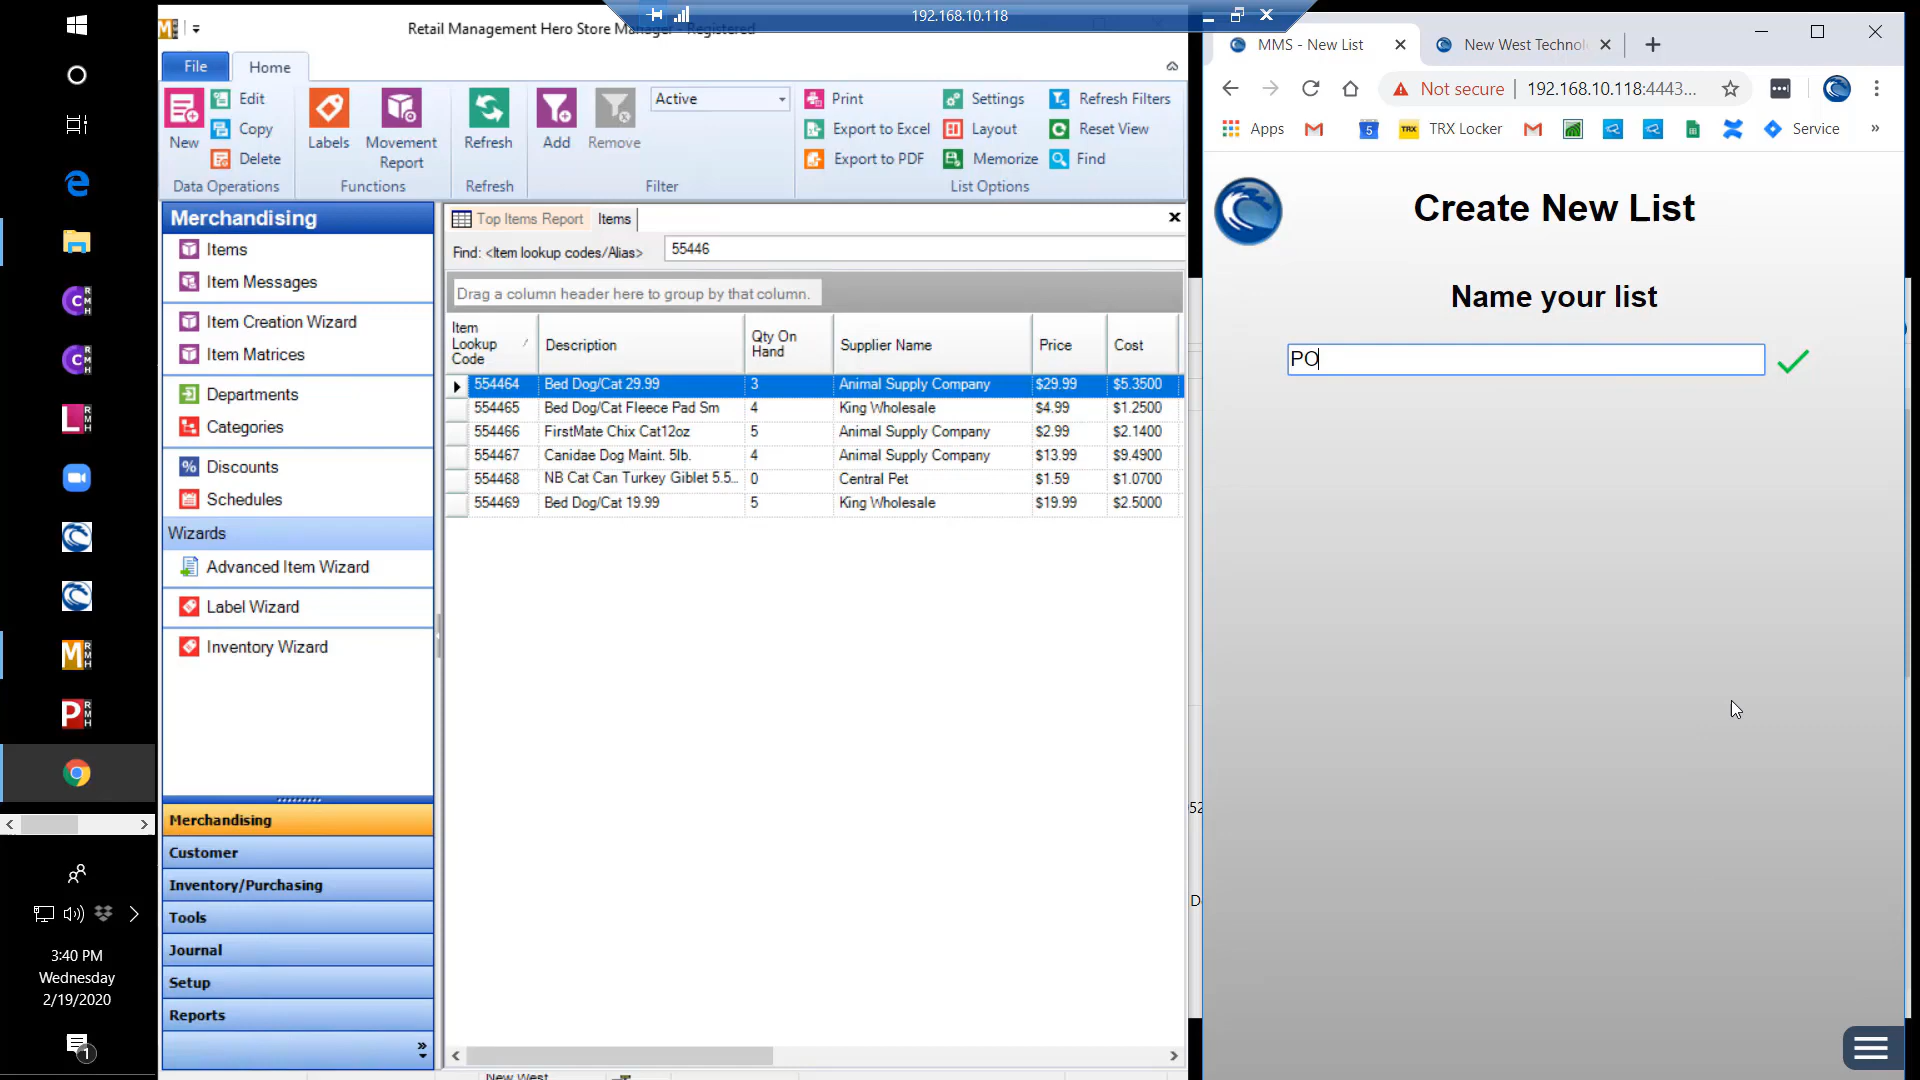 192.168.10.118
Retail Management Hero Store Manager - Registered
File
Home
New
Edit
Copy
Delete
Data Operations
Labels
Movement
Report
Functions
Refresh
Refresh
Add
Remove
Active
Filter
Print
Export to Excel
Export to PDF
Settings
Layout
Memorize
Refresh Filters
Reset View
Find
List Options
Merchandising
Items
Item Messages
Item Creation Wizard
Item Matrices
Departments
Categories
Discounts
Schedules
Wizards
Advanced Item Wizard
Label Wizard
Inventory Wizard
Merchandising
Customer
Inventory/Purchasing
Tools
Journal
Setup
Reports
Top Items Report
Items
Find: <Item lookup codes/Alias>
55446
Drag a column header here to group by that column.
Item Lookup Code Description Qty On Hand Supplier Name Price Cost
554464 Bed Dog/Cat 29.99 3 Animal Supply Company $29.99 $5.3500
554465 Bed Dog/Cat Fleece Pad Sm 4 King Wholesale $4.99 $1.2500
554466 FirstMate Chix Cat12oz 5 Animal Supply Company $2.99 $2.1400
554467 Canidae Dog Maint. 5lb. 4 Animal Supply Company $13.99 $9.4900
554468 NB Cat Can Turkey Giblet 5.5... 0 Central Pet $1.59 $1.0700
554469 Bed Dog/Cat 19.99 5 King Wholesale $19.99 $2.5000
New West
MMS - New List
New West Technol
Not secure
192.168.10.118:4443...
Apps
5
TRX
TRX Locker
Service
»
Create New List
Name your list
PO
3:40 PM
Wednesday
2/19/2020
1